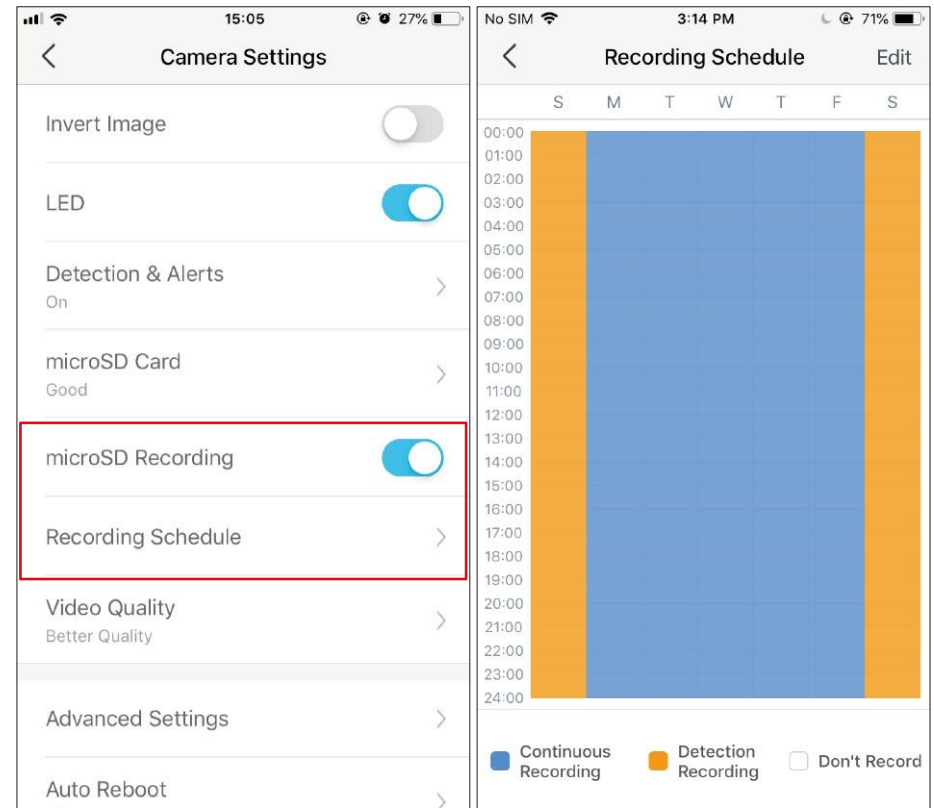 15:05
27%
Camera Settings
Invert Image
LED
Detection & Alerts
On
microSD Card
Good
microSD Recording
Recording Schedule
Video Quality
Better Quality
Advanced Settings
Auto Reboot
No SIM
3:14 PM
71%
Recording Schedule
Edit
S M T W T F S
00:00
01:00
02:00
03:00
04:00
05:00
06:00
07:00
08:00
09:00
10:00
11:00
12:00
13:00
14:00
15:00
16:00
17:00
18:00
19:00
20:00
21:00
22:00
23:00
24:00
Continuous
Recording
Detection
Recording
Don't Record